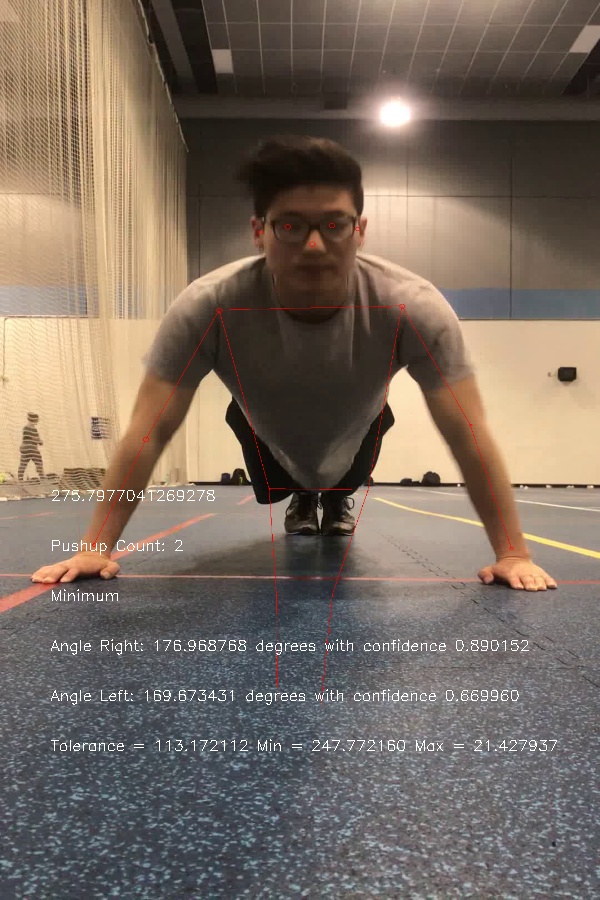 275.7977041269278
Pushup Count: 2
Minimum
Angle Right: 176.968768 degrees with confidence 0.890152
Angle Left: 169.673431 degrees with confidence 0.669960
Tolerance = 113.172112 Min = 247.772160 Max = 21.427937